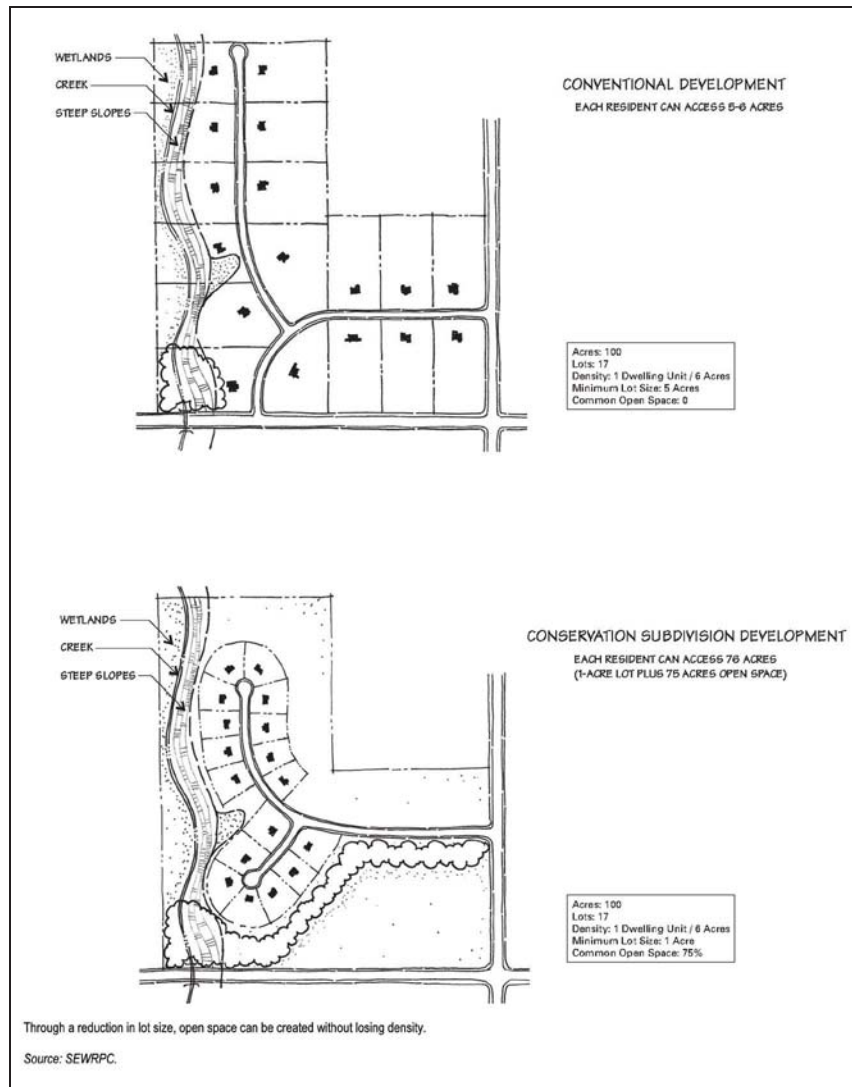 WETLANDS
CREEK
STEEP SLOPES
CONVENTIONAL DEVELOPMENT
EACH RESIDENT CAN ACCESS 5-6 ACRES
Acres: 100
Lots: 17
Density: 1 Dwelling Unit / 6 Acres
Minimum Lot Size: 5 Acres
Common Open Space: 0
WETLANDS
CREEK
STEEP SLOPES
CONSERVATION SUBDIVISION DEVELOPMENT
EACH RESIDENT CAN ACCESS 76 ACRES
(1-ACRE LOT PLUS 75 ACRES OPEN SPACE)
Acres: 100
Lots: 17
Density: 1 Dwelling Unit / 6 Acres
Minimum Lot Size: 1 Acre
Common Open Space: 75%
Through a reduction in lot size, open space can be created without losing density.
Source: SEWRPC.